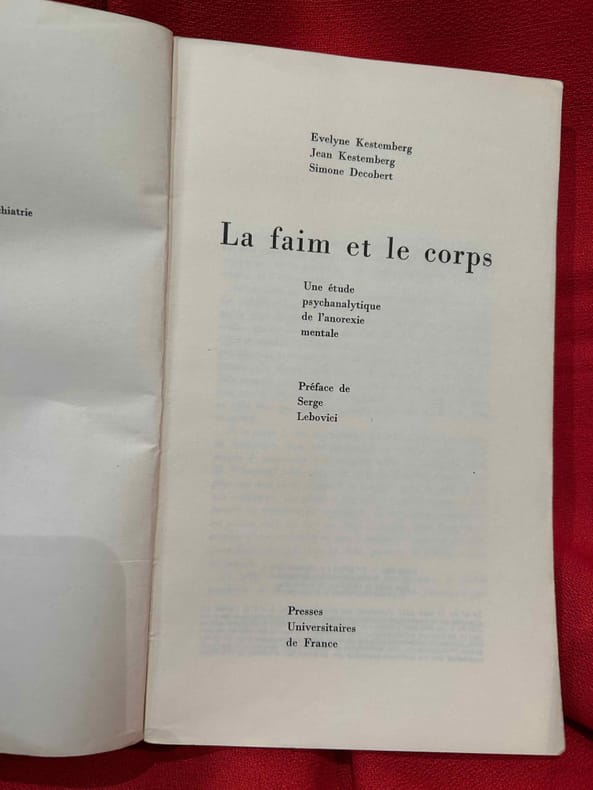 Evelyne Kestemberg
Jean Kestemberg
Simone Decobert
La faim et le corps
Une étude
psychanalytique
de l'anorexie
mentale
Préface de
Serge
Lebovici
Presses
Universitaires
de France